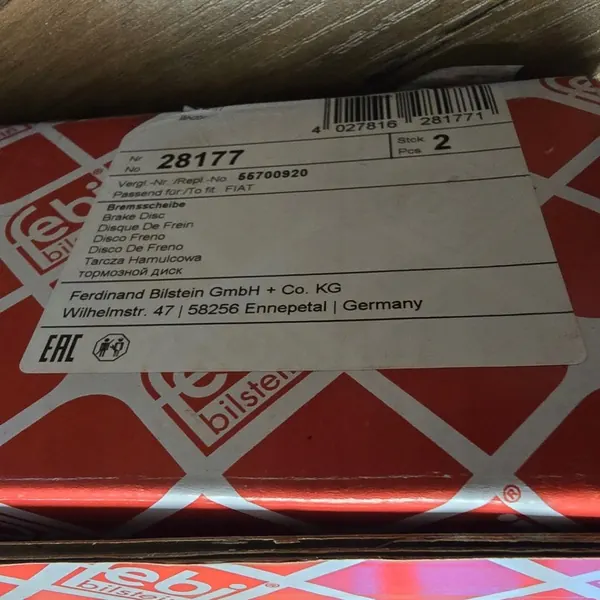 4 027816 281771
Nr
No 28177
Stck
Pcs 2
Vergl.-Nr. /Repl.-No. 55700920
Passend für /To fit FIAT
Bremsscheibe
Brake Disc
Disque De Frein
Disco Freno
Disco De Freno
Tarcza Hamulcowa
тормозной диск
Ferdinand Bilstein GmbH + Co. KG
Wilhelmstr. 47 | 58256 Ennepetal | Germany
EAC
febi
bilstein
febi
bilstein
®
febi
bilstein